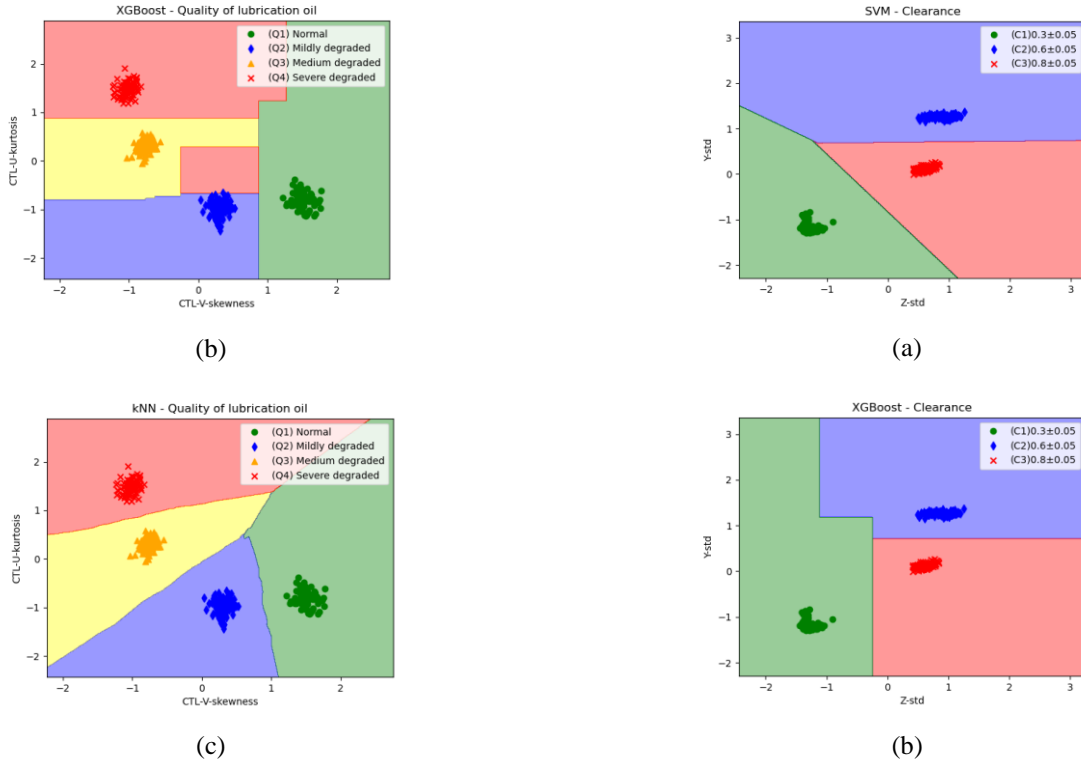 XGBoost - Quality of lubrication oil
(Q1) Normal
(Q2) Mildly degraded
(Q3) Medium degraded
(Q4) Severe degraded
CTL-U-kurtosis
2
1
0
−1
−2
−2
−1
0
1
2
CTL-V-skewness
(b)
SVM - Clearance
(C1)0.3±0.05
(C2)0.6±0.05
(C3)0.8±0.05
Y-std
3
2
1
0
−1
−2
−2
−1
0
1
2
3
Z-std
(a)
kNN - Quality of lubrication oil
(Q1) Normal
(Q2) Mildly degraded
(Q3) Medium degraded
(Q4) Severe degraded
CTL-U-kurtosis
2
1
0
−1
−2
−2
−1
0
1
2
CTL-V-skewness
(c)
XGBoost - Clearance
(C1)0.3±0.05
(C2)0.6±0.05
(C3)0.8±0.05
Y-std
3
2
1
0
−1
−2
−2
−1
0
1
2
3
Z-std
(b)